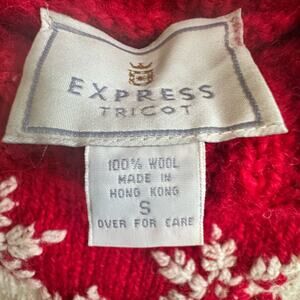 EXPRESS
TRICOT
100% WOOL
MADE IN
HONG KONG
S
OVER FOR CARE